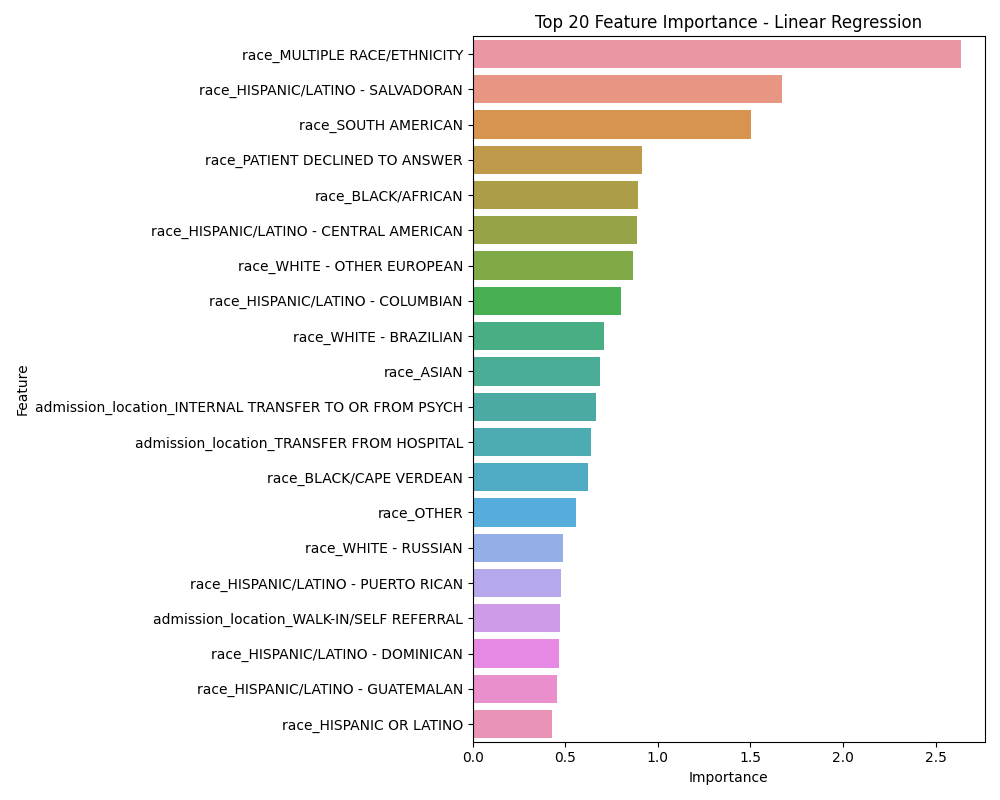 Top 20 Feature Importance - Linear Regression
race_MULTIPLE RACE/ETHNICITY
race_HISPANIC/LATINO - SALVADORAN
race_SOUTH AMERICAN
race_PATIENT DECLINED TO ANSWER
race_BLACK/AFRICAN
race_HISPANIC/LATINO - CENTRAL AMERICAN
race_WHITE - OTHER EUROPEAN
race_HISPANIC/LATINO - COLUMBIAN
race_WHITE - BRAZILIAN
race_ASIAN
admission_location_INTERNAL TRANSFER TO OR FROM PSYCH
admission_location_TRANSFER FROM HOSPITAL
race_BLACK/CAPE VERDEAN
race_OTHER
race_WHITE - RUSSIAN
race_HISPANIC/LATINO - PUERTO RICAN
admission_location_WALK-IN/SELF REFERRAL
race_HISPANIC/LATINO - DOMINICAN
race_HISPANIC/LATINO - GUATEMALAN
race_HISPANIC OR LATINO
Feature
0.0 0.5 1.0 1.5 2.0 2.5
Importance